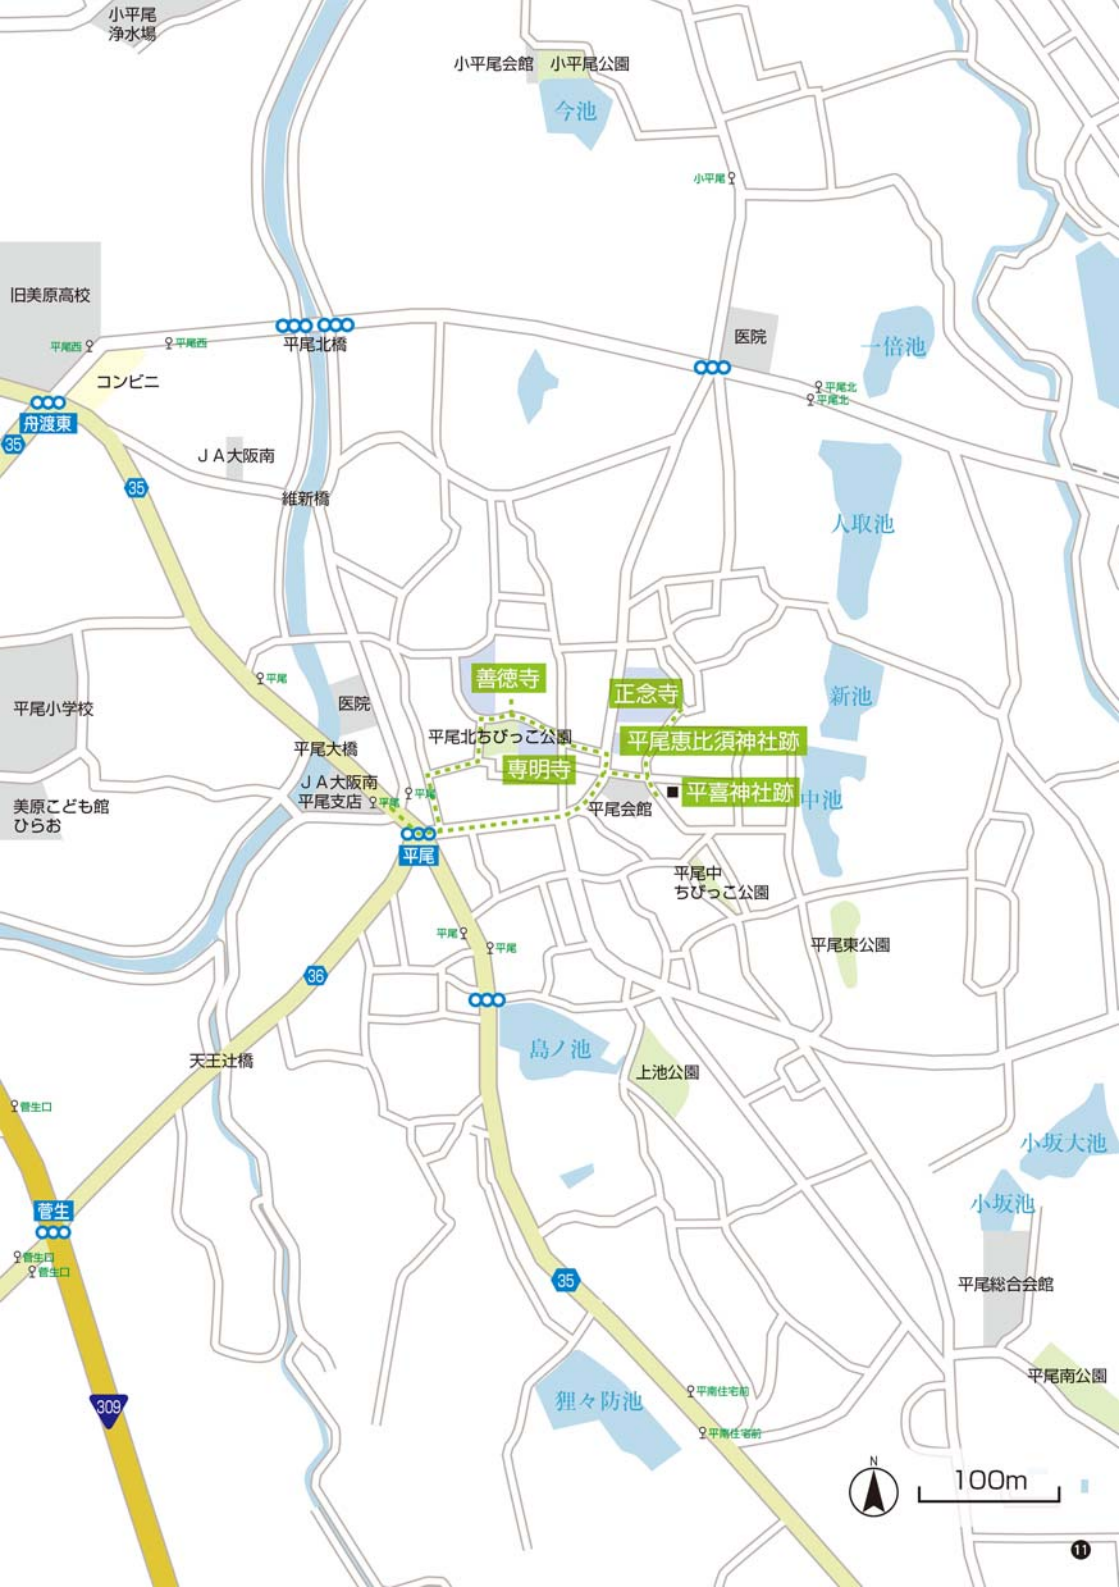 小平尾
浄水場
小平尾会館
小平尾公園
今池
小平尾
旧美原高校
平尾西
平尾西
平尾北橋
医院
一倍池
コンビニ
平尾北
平尾北
舟渡東
35
ＪＡ大阪南
35
維新橋
人取池
善徳寺
平尾
正念寺
新池
医院
平尾小学校
平尾北ちびっこ公園
平尾恵比須神社跡
平尾大橋
専明寺
ＪＡ大阪南
平尾支店
平尾
平尾
平喜神社跡
中池
美原こども館
ひらお
平尾会館
平尾
平尾中
ちびっこ公園
平尾
平尾
平尾東公園
36
島ノ池
天王辻橋
上池公園
菅生口
小坂大池
菅生
小坂池
菅生口
菅生口
35
平尾総合会館
平尾南公園
309
狸々防池
平南住宅前
平南住宅前
N
100m
11